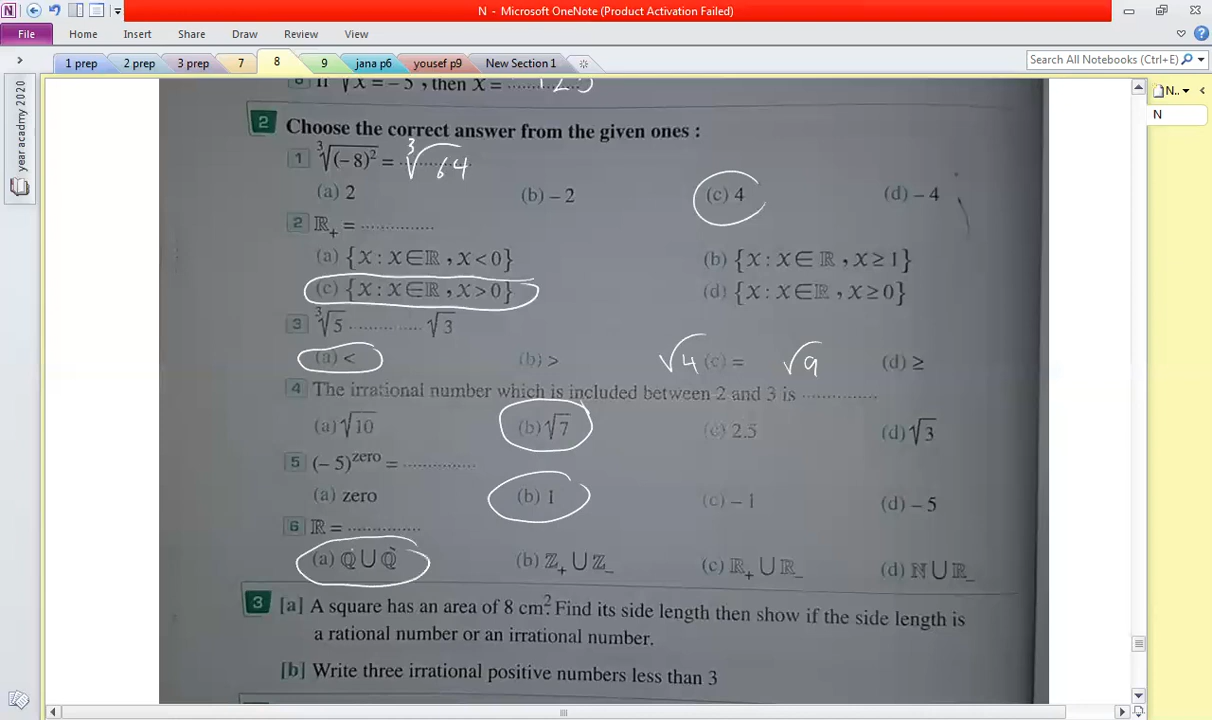 N - Microsoft OneNote (Product Activation Failed)
File Home Insert Share Draw Review View
1 prep 2 prep 3 prep 7 8 9 jana p6 yousef p9 New Section 1
Search All Notebooks (Ctrl+E)
N..
N
year academy 2020
If ∛x = – 5 , then x = ............
2 Choose the correct answer from the given ones :
1 ∛(–8)² = ............ ∛64
(a) 2 (b) – 2 (c) 4 (d) – 4
2 ℝ₊ = ..............
(a) {x : x ∈ ℝ , x < 0} (b) {x : x ∈ ℝ , x ≥ 1}
(c) {x : x ∈ ℝ , x > 0} (d) {x : x ∈ ℝ , x ≥ 0}
3 ∛5 .............. √3
(a) < (b) > (c) = (d) ≥
√4 √9
4 The irrational number which is included between 2 and 3 is ..............
(a) √10 (b) √7 (c) 2.5 (d) √3
5 (– 5)^zero = ..............
(a) zero (b) 1 (c) – 1 (d) – 5
6 ℝ = ..............
(a) ℚ ∪ ℚ̀ (b) ℤ₊ ∪ ℤ₋ (c) ℝ₊ ∪ ℝ₋ (d) ℕ ∪ ℝ₋
3 [a] A square has an area of 8 cm². Find its side length then show if the side length is
a rational number or an irrational number.
[b] Write three irrational positive numbers less than 3